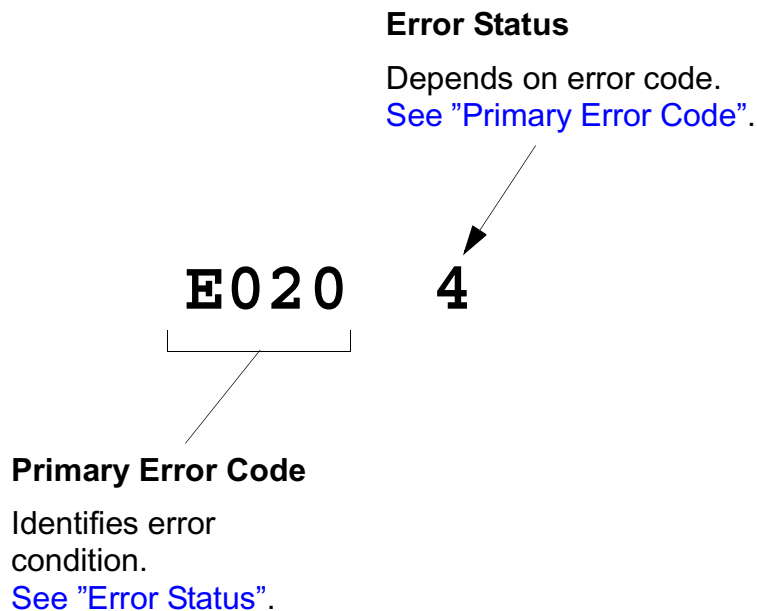 Error Status
Depends on error code.
See ”Primary Error Code”.
E020 4
Primary Error Code
Identifies error
condition.
See "Error Status”.